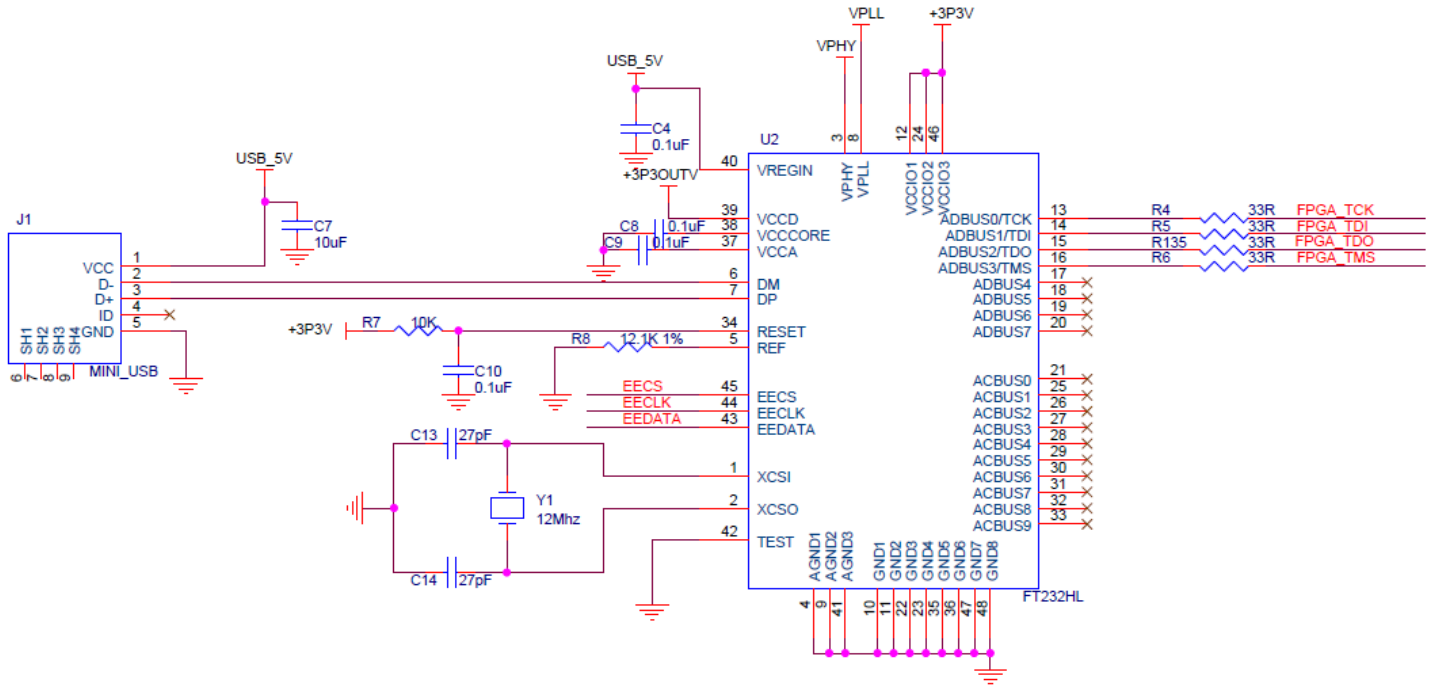 VPLL
+3P3V
VPHY
USB_5V
C4
0.1uF
U2
3
8
12
24
46
40
VREGIN
VPHY
VPLL
VCCIO1
VCCIO2
VCCIO3
USB_5V
+3P3OUTV
J1
C7
10uF
39
VCCD
C8
0.1uF
38
VCCCORE
C9
0.1uF
37
VCCA
ADBUS0/TCK
13
R4
33R
FPGA_TCK
ADBUS1/TDI
14
R5
33R
FPGA_TDI
ADBUS2/TDO
15
R135
33R
FPGA_TDO
ADBUS3/TMS
16
R6
33R
FPGA_TMS
VCC
1
D-
2
D+
3
ID
4
GND
5
SH1
SH2
SH3
SH4
6
7
8
9
MINI_USB
6
DM
7
DP
ADBUS4
17
ADBUS5
18
ADBUS6
19
ADBUS7
20
+3P3V
R7
10K
34
RESET
R8
12.1K 1%
5
REF
C10
0.1uF
EECS
45
EECS
EECLK
44
EECLK
EEDATA
43
EEDATA
ACBUS0
21
ACBUS1
25
ACBUS2
26
ACBUS3
27
ACBUS4
28
ACBUS5
29
ACBUS6
30
ACBUS7
31
ACBUS8
32
ACBUS9
33
C13
27pF
1
XCSI
Y1
12Mhz
2
XCSO
42
TEST
C14
27pF
AGND1
AGND2
AGND3
GND1
GND2
GND3
GND4
GND5
GND6
GND7
GND8
FT232HL
4
9
41
10
11
22
23
35
36
47
48